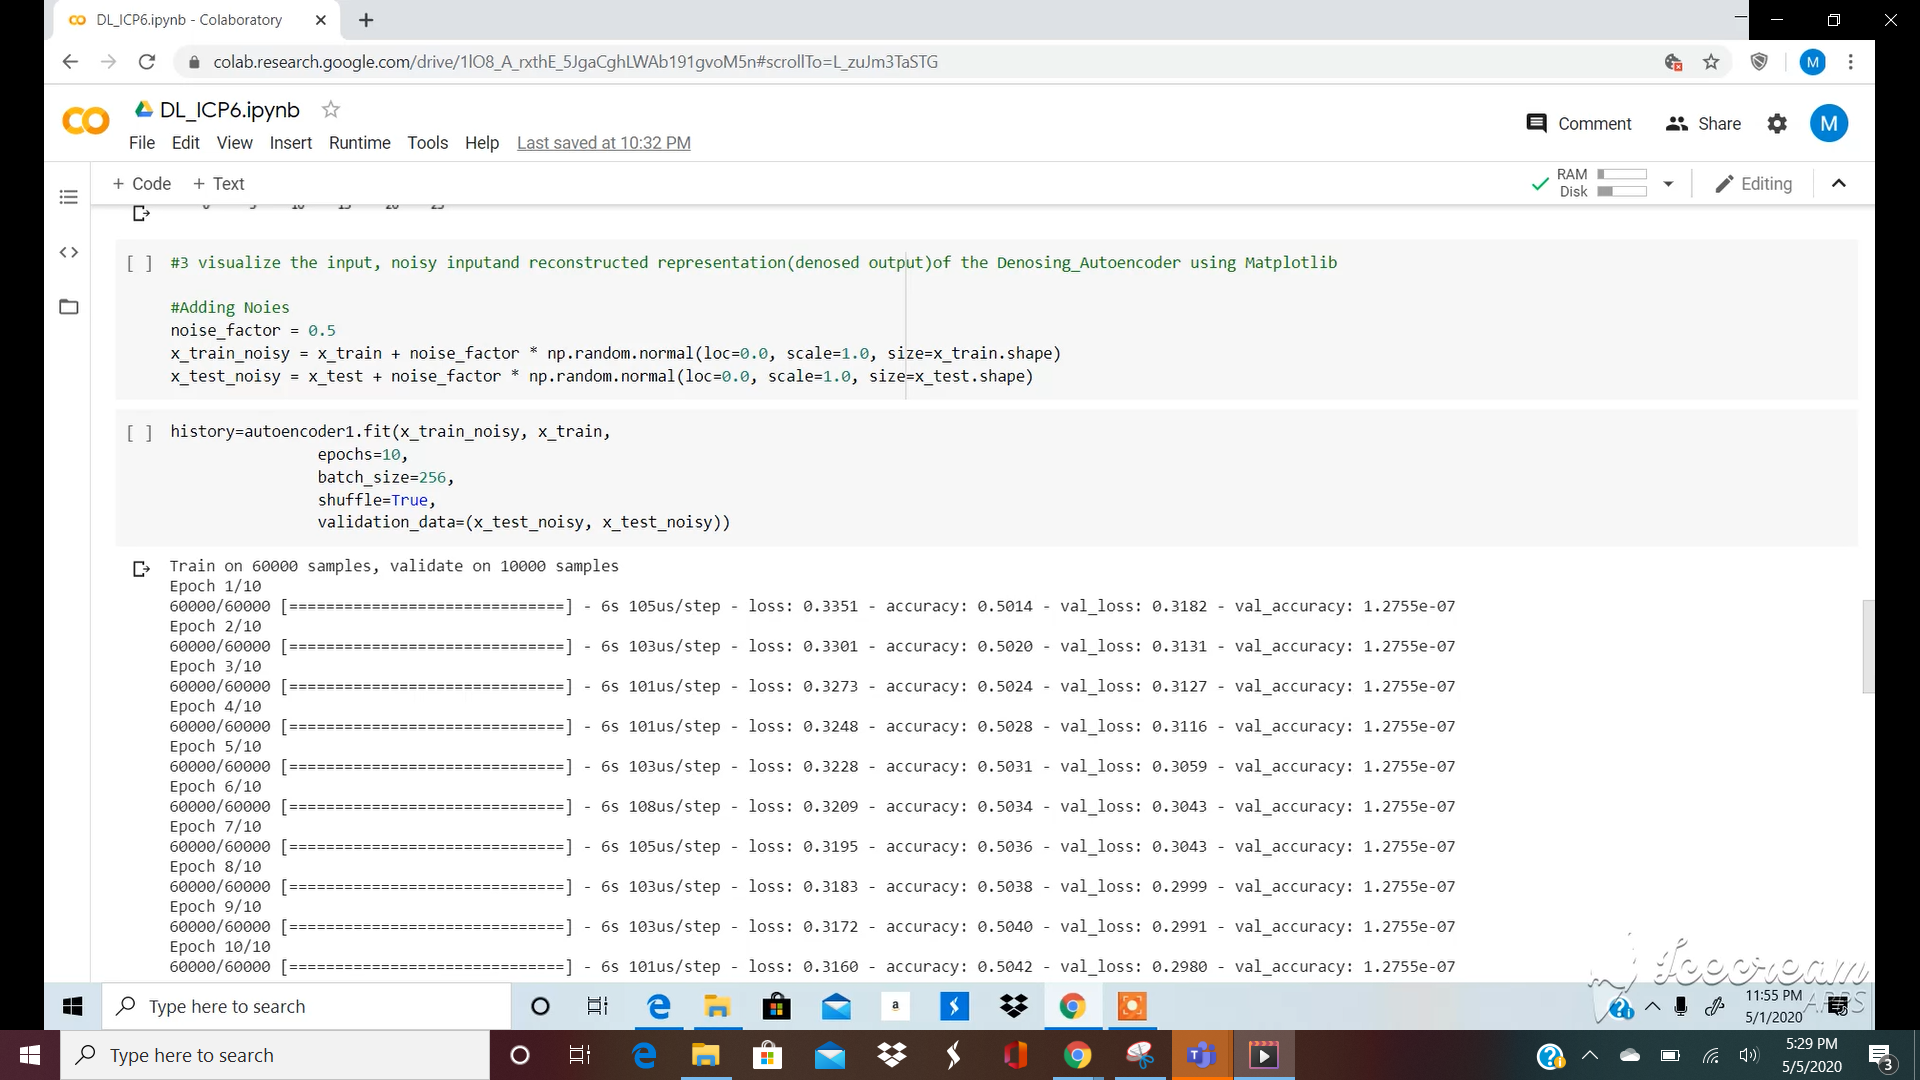 DL_ICP6.ipynb - Colaboratory
colab.research.google.com/drive/1lO8_A_rxthE_5JgaCghLWAb191gvoM5n#scrollTo=L_zuJm3TaSTG
M
DL_ICP6.ipynb
Comment
Share
M
File Edit View Insert Runtime Tools Help Last saved at 10:32 PM
+ Code + Text
RAM
Disk
Editing
0 5 10 15 20 25
[ ] #3 visualize the input, noisy inputand reconstructed representation(denosed output)of the Denosing_Autoencoder using Matplotlib
#Adding Noies
noise_factor = 0.5
x_train_noisy = x_train + noise_factor * np.random.normal(loc=0.0, scale=1.0, size=x_train.shape)
x_test_noisy = x_test + noise_factor * np.random.normal(loc=0.0, scale=1.0, size=x_test.shape)
[ ] history=autoencoder1.fit(x_train_noisy, x_train,
epochs=10,
batch_size=256,
shuffle=True,
validation_data=(x_test_noisy, x_test_noisy))
Train on 60000 samples, validate on 10000 samples
Epoch 1/10
60000/60000 [==============================] - 6s 105us/step - loss: 0.3351 - accuracy: 0.5014 - val_loss: 0.3182 - val_accuracy: 1.2755e-07
Epoch 2/10
60000/60000 [==============================] - 6s 103us/step - loss: 0.3301 - accuracy: 0.5020 - val_loss: 0.3131 - val_accuracy: 1.2755e-07
Epoch 3/10
60000/60000 [==============================] - 6s 101us/step - loss: 0.3273 - accuracy: 0.5024 - val_loss: 0.3127 - val_accuracy: 1.2755e-07
Epoch 4/10
60000/60000 [==============================] - 6s 101us/step - loss: 0.3248 - accuracy: 0.5028 - val_loss: 0.3116 - val_accuracy: 1.2755e-07
Epoch 5/10
60000/60000 [==============================] - 6s 103us/step - loss: 0.3228 - accuracy: 0.5031 - val_loss: 0.3059 - val_accuracy: 1.2755e-07
Epoch 6/10
60000/60000 [==============================] - 6s 108us/step - loss: 0.3209 - accuracy: 0.5034 - val_loss: 0.3043 - val_accuracy: 1.2755e-07
Epoch 7/10
60000/60000 [==============================] - 6s 105us/step - loss: 0.3195 - accuracy: 0.5036 - val_loss: 0.3043 - val_accuracy: 1.2755e-07
Epoch 8/10
60000/60000 [==============================] - 6s 103us/step - loss: 0.3183 - accuracy: 0.5038 - val_loss: 0.2999 - val_accuracy: 1.2755e-07
Epoch 9/10
60000/60000 [==============================] - 6s 103us/step - loss: 0.3172 - accuracy: 0.5040 - val_loss: 0.2991 - val_accuracy: 1.2755e-07
Epoch 10/10
60000/60000 [==============================] - 6s 101us/step - loss: 0.3160 - accuracy: 0.5042 - val_loss: 0.2980 - val_accuracy: 1.2755e-07
Icecream
APPS
Type here to search
a
11:55 PM
5/1/2020
Type here to search
5:29 PM
5/5/2020
3